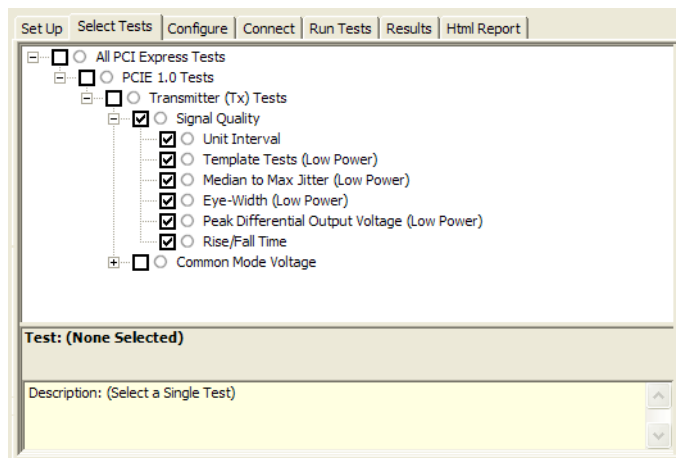 Set Up Select Tests Configure Connect Run Tests Results Html Report
All PCI Express Tests
PCIE 1.0 Tests
Transmitter (Tx) Tests
Signal Quality
Unit Interval
Template Tests (Low Power)
Median to Max Jitter (Low Power)
Eye-Width (Low Power)
Peak Differential Output Voltage (Low Power)
Rise/Fall Time
Common Mode Voltage
Test: (None Selected)
Description: (Select a Single Test)